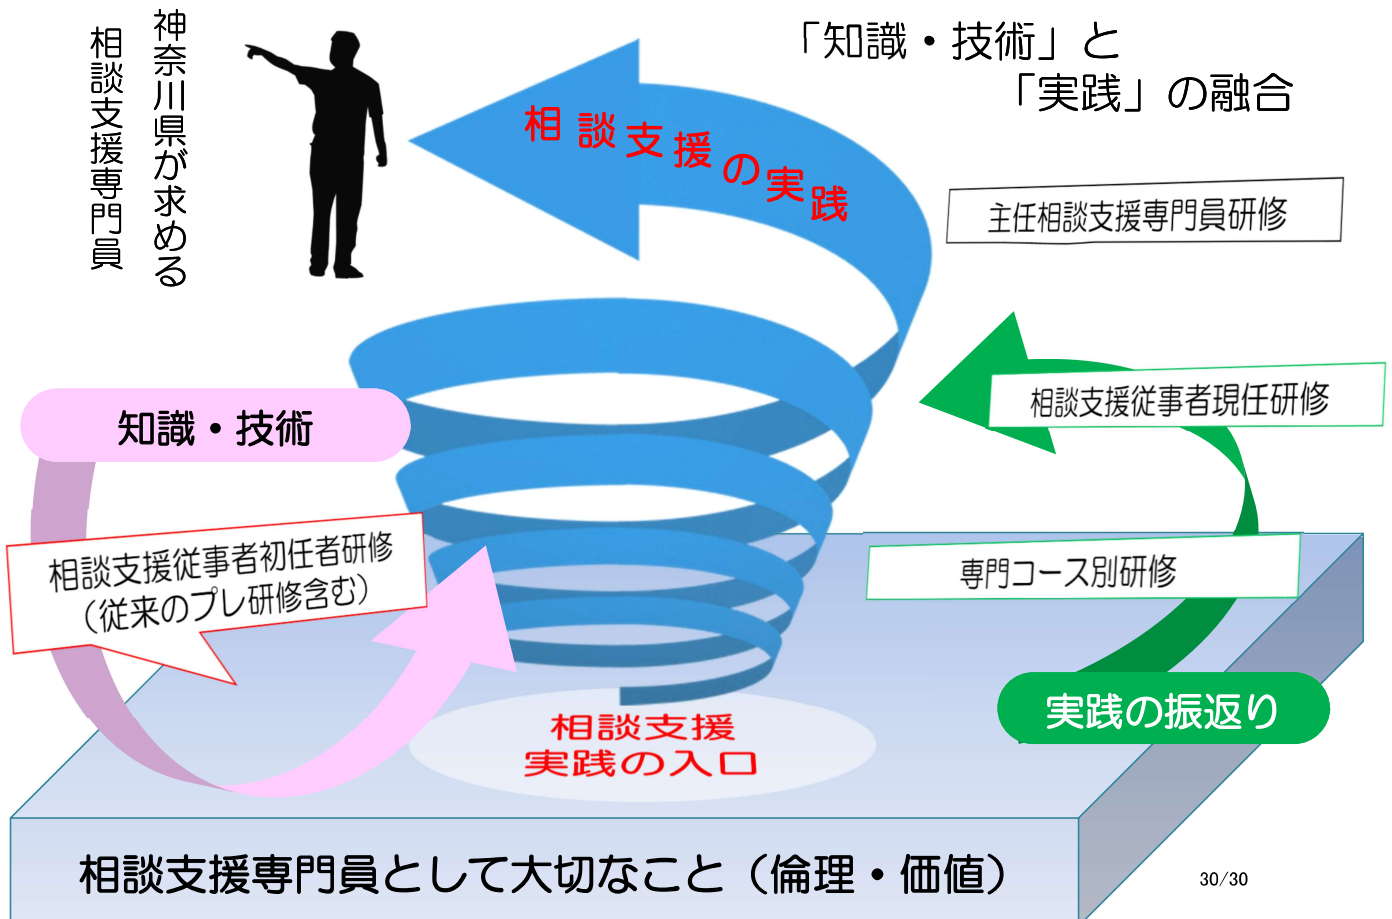 神奈川県が求める
相談支援専門員
「知識・技術」と
「実践」の融合
相談支援の実践
主任相談支援専門員研修
相談支援従事者現任研修
知識・技術
相談支援従事者初任者研修
（従来のプレ研修含む）
専門コース別研修
実践の振返り
相談支援
実践の入口
相談支援専門員として大切なこと（倫理・価値）
30/30